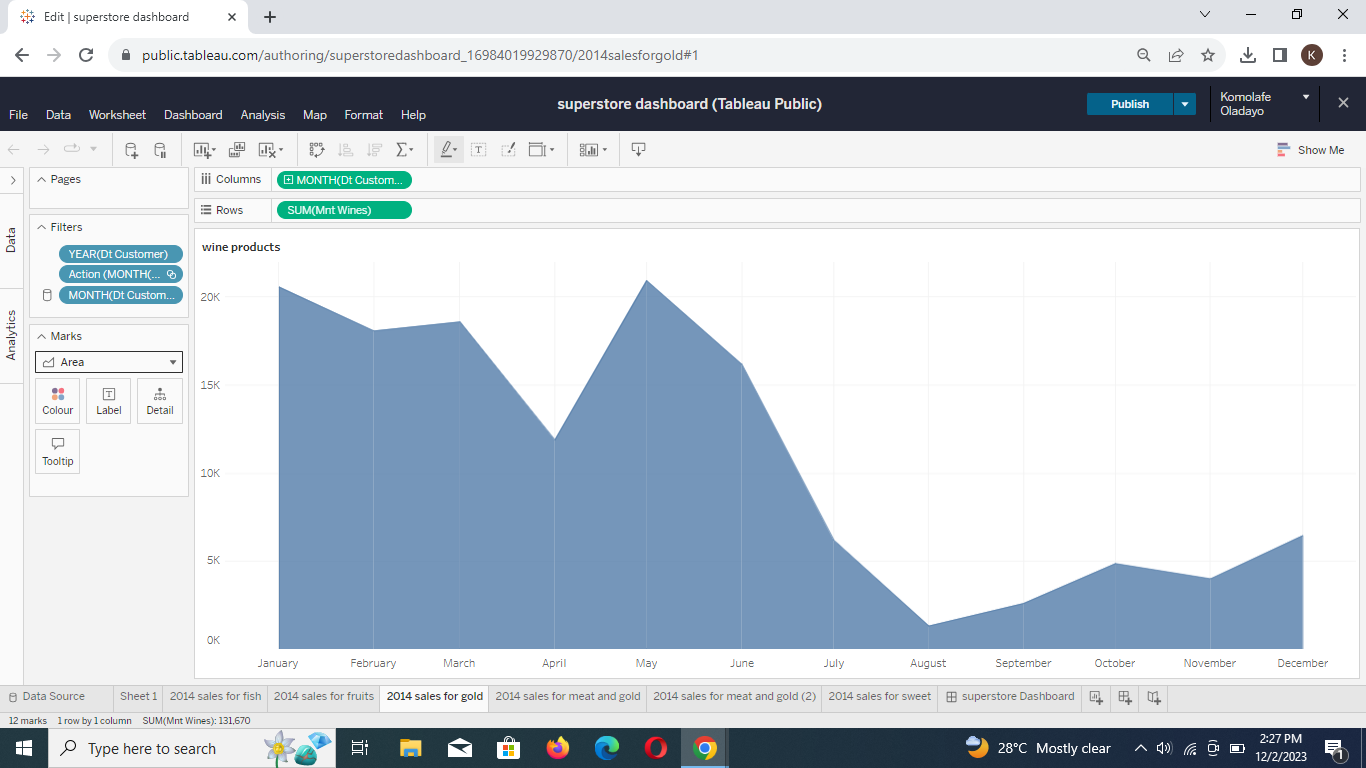 Edit | superstore dashboard
public.tableau.com/authoring/superstoredashboard_16984019929870/2014salesforgold#1
K
superstore dashboard (Tableau Public)
File Data Worksheet Dashboard Analysis Map Format Help
Publish
Komolafe
Oladayo
Show Me
Pages
Columns
MONTH(Dt Custom...
Rows
SUM(Mnt Wines)
Data
Analytics
Filters
YEAR(Dt Customer)
Action (MONTH(...
MONTH(Dt Custom...
Marks
Area
Colour Label Detail
Tooltip
wine products
20K
15K
10K
5K
0K
January February March April May June July August September October November December
Data Source Sheet 1 2014 sales for fish 2014 sales for fruits 2014 sales for gold 2014 sales for meat and gold 2014 sales for meat and gold (2) 2014 sales for sweet superstore Dashboard
12 marks 1 row by 1 column SUM(Mnt Wines): 131,670
Type here to search
28°C Mostly clear
2:27 PM
12/2/2023
1